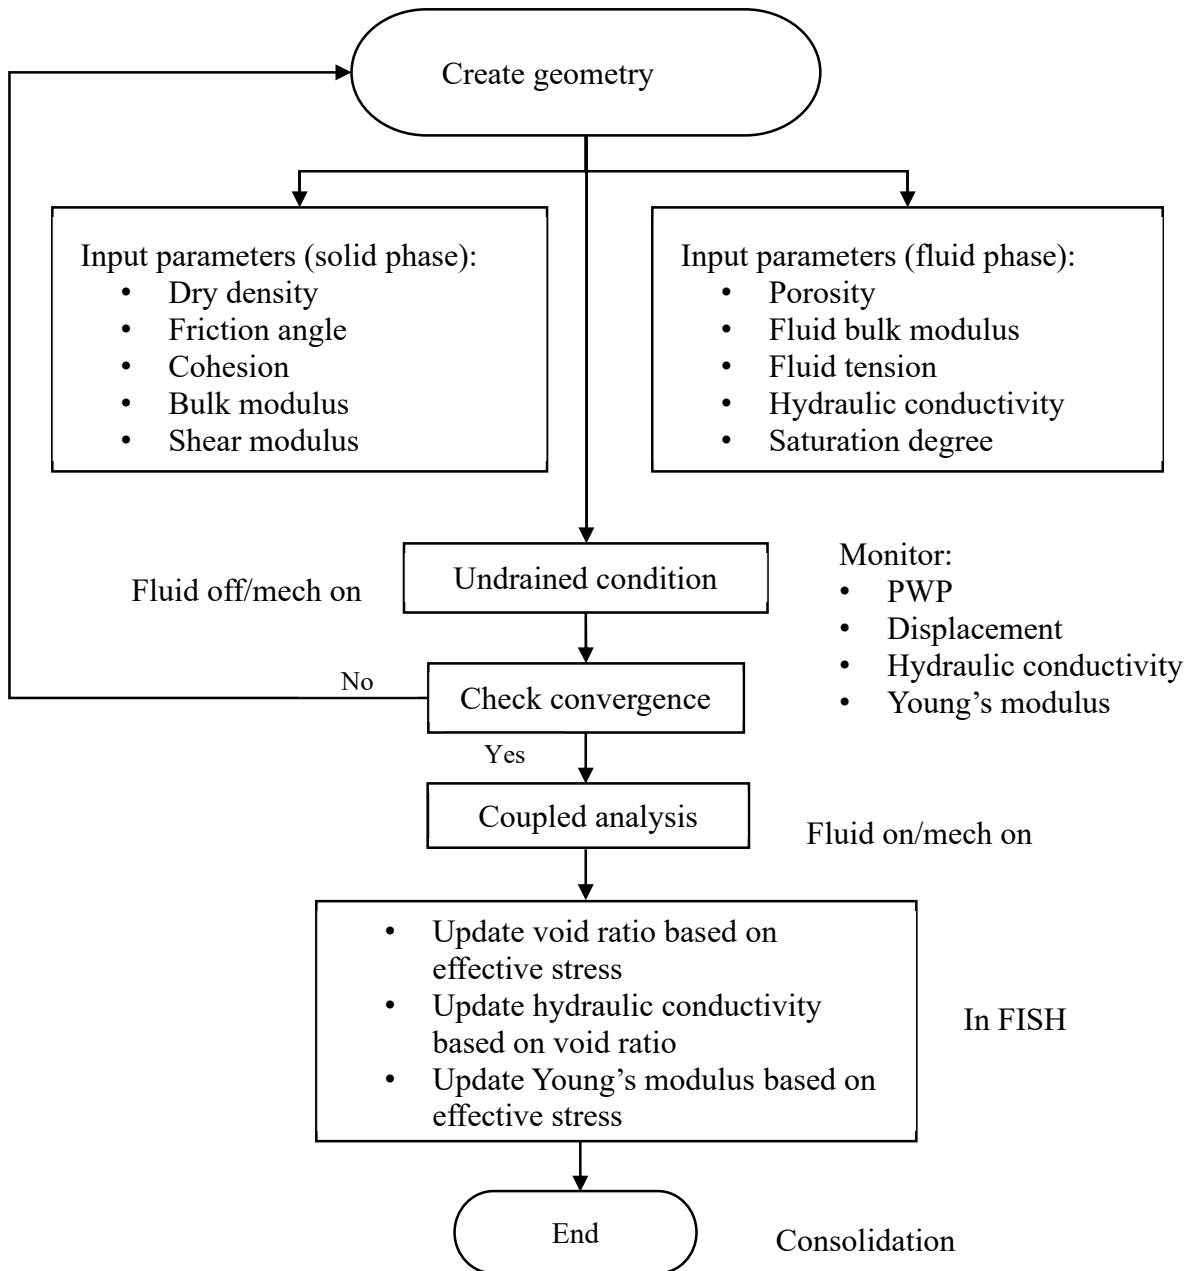 Create geometry
Input parameters (solid phase):
• Dry density
• Friction angle
• Cohesion
• Bulk modulus
• Shear modulus
Input parameters (fluid phase):
• Porosity
• Fluid bulk modulus
• Fluid tension
• Hydraulic conductivity
• Saturation degree
Fluid off/mech on
Undrained condition
Monitor:
• PWP
• Displacement
• Hydraulic conductivity
• Young’s modulus
No
Check convergence
Yes
Coupled analysis
Fluid on/mech on
• Update void ratio based on
effective stress
• Update hydraulic conductivity
based on void ratio
• Update Young’s modulus based on
effective stress
In FISH
End
Consolidation